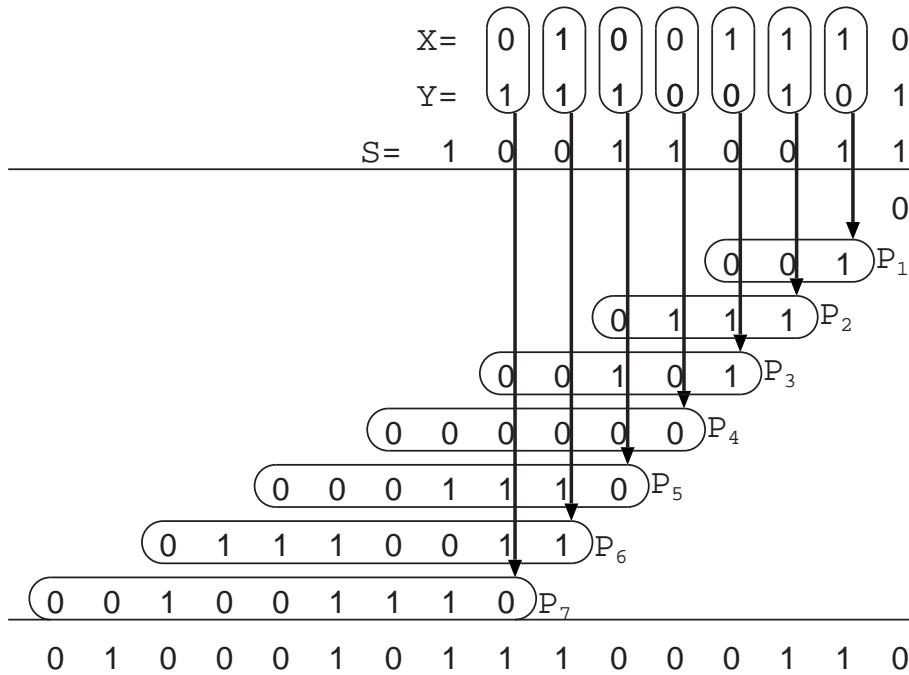 X= 0 1 0 0 1 1 1 0
Y= 1 1 1 0 0 1 0 1
S= 1 0 0 1 1 0 0 1 1
0
0 0 1 P1
0 1 1 1 P2
0 0 1 0 1 P3
0 0 0 0 0 0 P4
0 0 0 1 1 1 0 P5
0 1 1 1 0 0 1 1 P6
0 0 1 0 0 1 1 1 0 P7
0 1 0 0 0 1 0 1 1 1 0 0 0 1 1 0